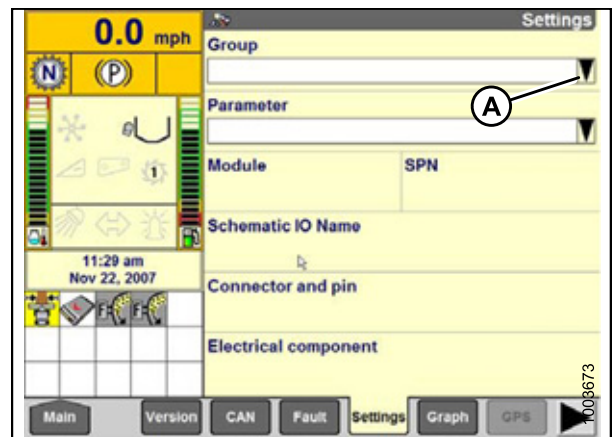 0.0 mph
Settings
Group
N
(P)
A
Parameter
1
Module
SPN
Schematic IO Name
11:29 am
Nov 22, 2007
Connector and pin
Electrical component
Main
Version
CAN
Fault
Settings
Graph
GPS
1003673